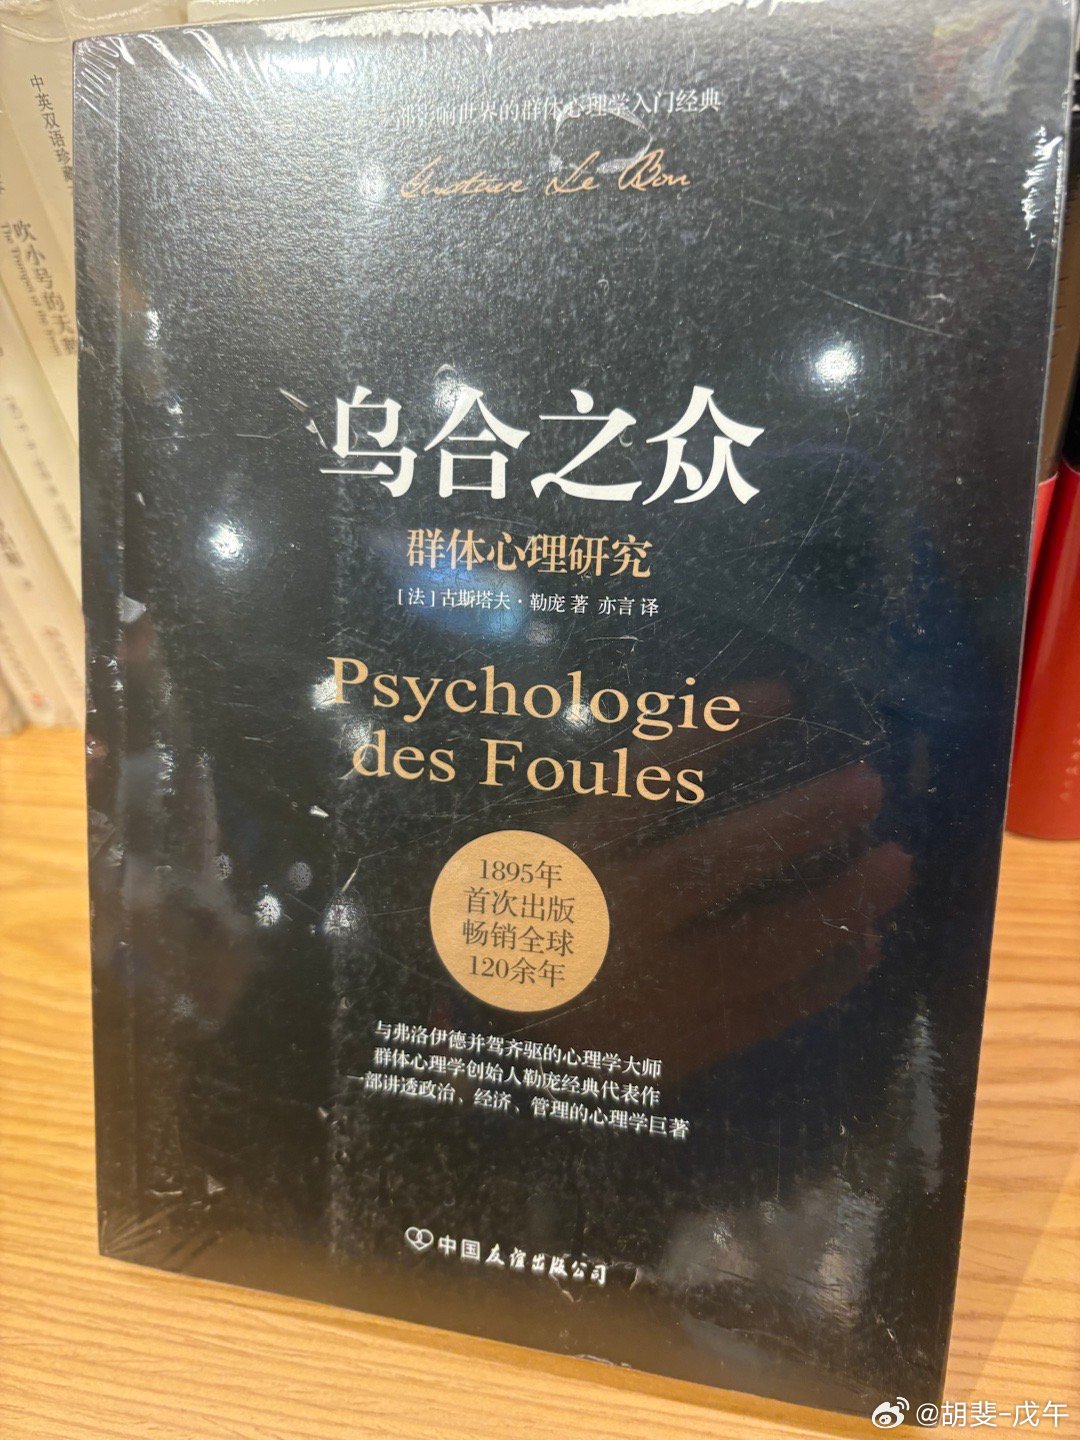 部影响世界的群体心理学入门经典
Gustave Le Bon
乌合之众
群体心理研究
[法]古斯塔夫·勒庞 著 亦言 译
Psychologie
des Foules
1895年
首次出版
畅销全球
120余年
与弗洛伊德并驾齐驱的心理学大师
群体心理学创始人勒庞经典代表作
一部讲透政治、经济、管理的心理学巨著
中国友谊出版公司
中英双语珍藏
吹小号的天鹅
@胡斐-戊午